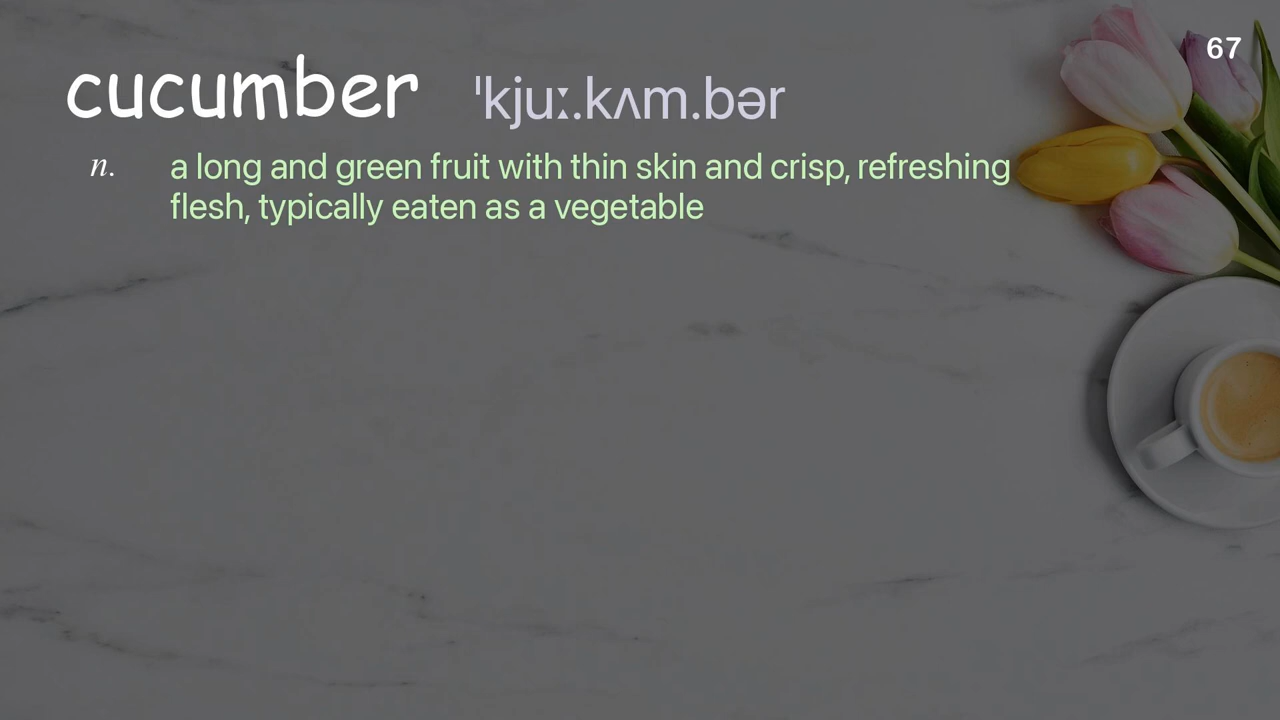 67
cucumber ˈkjuː.kʌm.bər
n. a long and green fruit with thin skin and crisp, refreshing
flesh, typically eaten as a vegetable